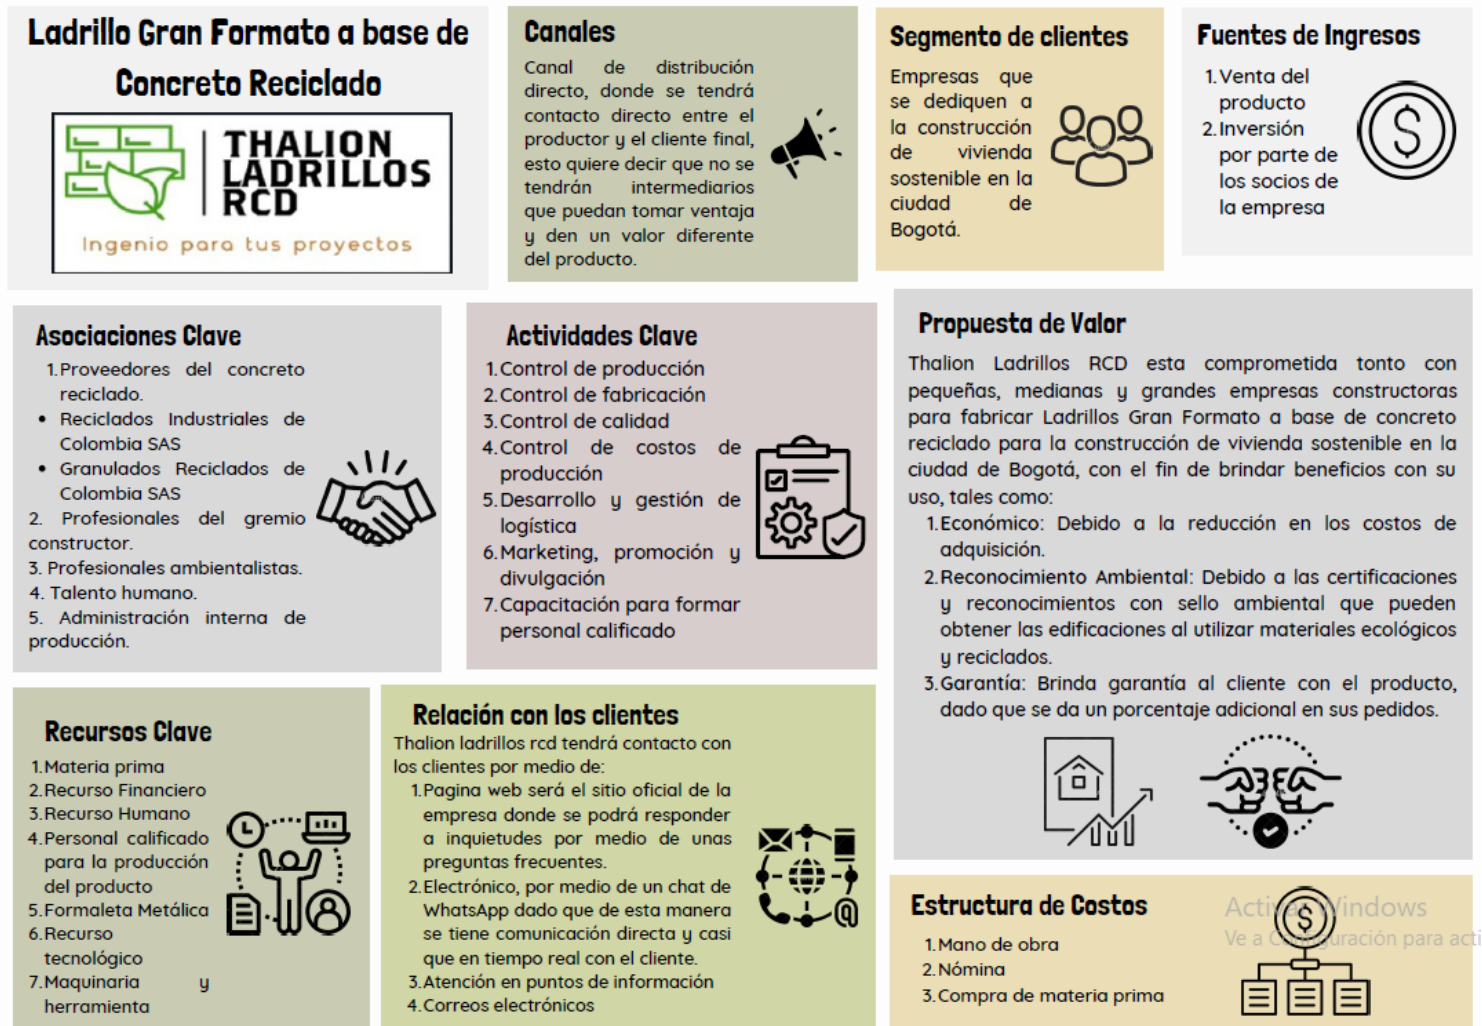 Ladrillo Gran Formato a base de
Concreto Reciclado
THALION
LADRILLOS
RCD
Ingenio para tus proyectos
Canales
Canal de distribución
directo, donde se tendrá
contacto directo entre el
productor y el cliente final,
esto quiere decir que no se
tendrán intermediarios
que puedan tomar ventaja
y den un valor diferente
del producto.
Segmento de clientes
Empresas que
se dediquen a
la construcción
de vivienda
sostenible en la
ciudad de
Bogotá.
Fuentes de Ingresos
1. Venta del
producto
2. Inversión
por parte de
los socios de
la empresa
Asociaciones Clave
1. Proveedores del concreto
reciclado.
• Reciclados Industriales de
Colombia SAS
• Granulados Reciclados de
Colombia SAS
2. Profesionales del gremio
constructor.
3. Profesionales ambientalistas.
4. Talento humano.
5. Administración interna de
producción.
Actividades Clave
1. Control de producción
2. Control de fabricación
3. Control de calidad
4. Control de costos de
producción
5. Desarrollo y gestión de
logística
6. Marketing, promoción y
divulgación
7. Capacitación para formar
personal calificado
Propuesta de Valor
Thalion Ladrillos RCD esta comprometida tonto con
pequeñas, medianas y grandes empresas constructoras
para fabricar Ladrillos Gran Formato a base de concreto
reciclado para la construcción de vivienda sostenible en la
ciudad de Bogotá, con el fin de brindar beneficios con su
uso, tales como:
1. Económico: Debido a la reducción en los costos de
adquisición.
2. Reconocimiento Ambiental: Debido a las certificaciones
y reconocimientos con sello ambiental que pueden
obtener las edificaciones al utilizar materiales ecológicos
y reciclados.
3. Garantía: Brinda garantía al cliente con el producto,
dado que se da un porcentaje adicional en sus pedidos.
Recursos Clave
1. Materia prima
2. Recurso Financiero
3. Recurso Humano
4. Personal calificado
para la producción
del producto
5. Formaleta Metálica
6. Recurso
tecnológico
7. Maquinaria y
herramienta
Relación con los clientes
Thalion ladrillos rcd tendrá contacto con
los clientes por medio de:
1. Pagina web será el sitio oficial de la
empresa donde se podrá responder
a inquietudes por medio de unas
preguntas frecuentes.
2. Electrónico, por medio de un chat de
WhatsApp dado que de esta manera
se tiene comunicación directa y casi
que en tiempo real con el cliente.
3. Atención en puntos de información
4. Correos electrónicos
Estructura de Costos
1. Mano de obra
2. Nómina
3. Compra de materia prima
Activar Windows
Ve a Configuración para acti